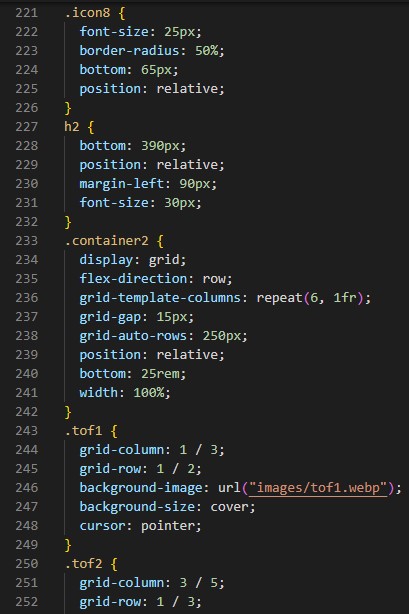 221 .icon8 {
222 font-size: 25px;
223 border-radius: 50%;
224 bottom: 65px;
225 position: relative;
226 }
227 h2 {
228 bottom: 390px;
229 position: relative;
230 margin-left: 90px;
231 font-size: 30px;
232 }
233 .container2 {
234 display: grid;
235 flex-direction: row;
236 grid-template-columns: repeat(6, 1fr);
237 grid-gap: 15px;
238 grid-auto-rows: 250px;
239 position: relative;
240 bottom: 25rem;
241 width: 100%;
242 }
243 .tof1 {
244 grid-column: 1 / 3;
245 grid-row: 1 / 2;
246 background-image: url("images/tof1.webp");
247 background-size: cover;
248 cursor: pointer;
249 }
250 .tof2 {
251 grid-column: 3 / 5;
252 grid-row: 1 / 3;